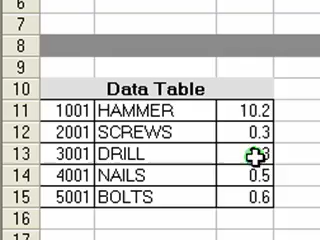 6
7
8
9
10 Data Table
11 1001 HAMMER 10.2
12 2001 SCREWS 0.3
13 3001 DRILL
14 4001 NAILS 0.5
15 5001 BOLTS 0.6
16
17